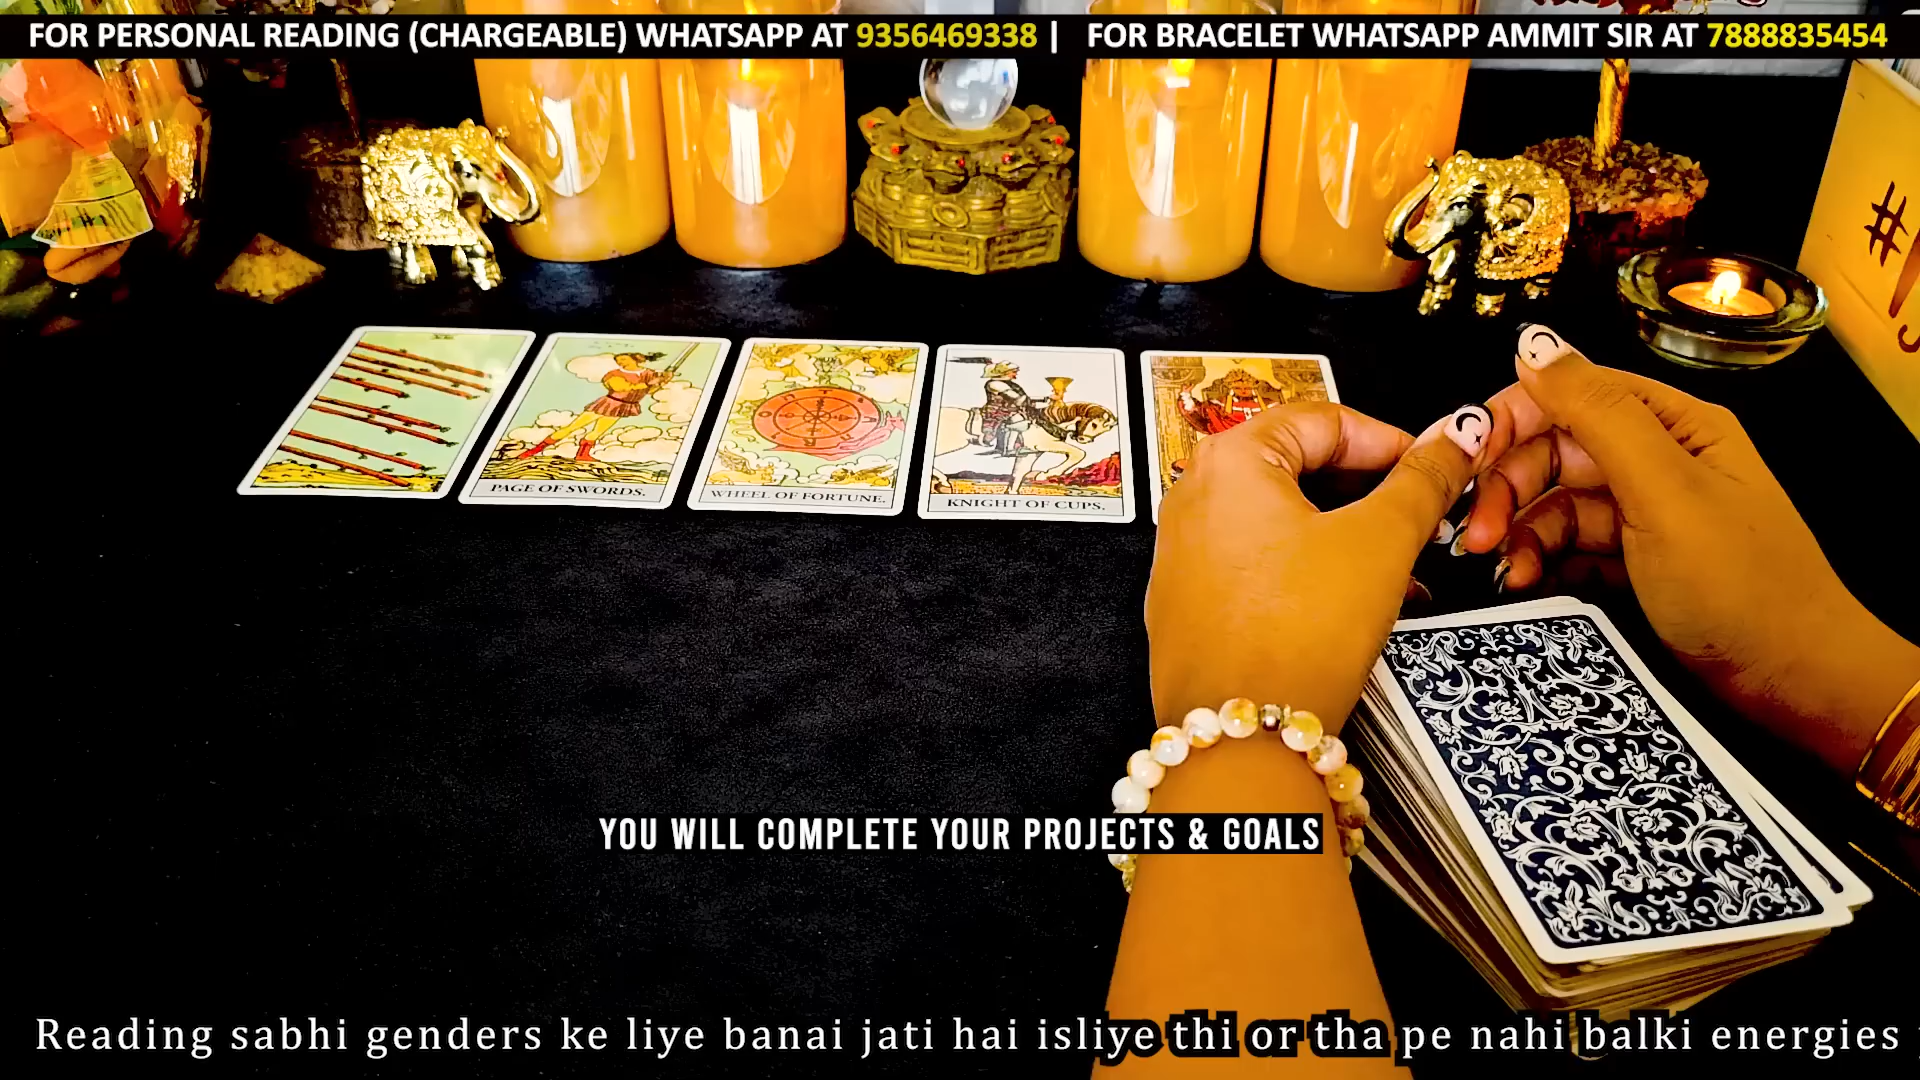 FOR PERSONAL READING (CHARGEABLE) WHATSAPP AT 9356469338 | FOR BRACELET WHATSAPP AMMIT SIR AT 7888835454
#
PAGE OF SWORDS.
WHEEL OF FORTUNE.
KNIGHT OF CUPS.
YOU WILL COMPLETE YOUR PROJECTS & GOALS
Reading sabhi genders ke liye banai jati hai isliye thi or tha pe nahi balki energies